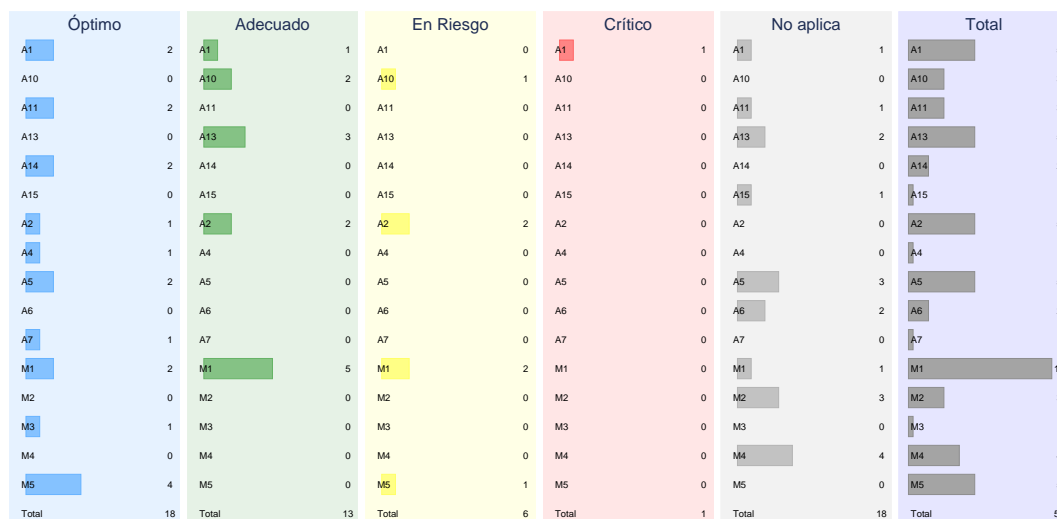 Óptimo Adecuado En Riesgo Crítico No aplica Total
A1 2 A1 1 A1 0 A1 1 A1 1 A1
A10 0 A10 2 A10 1 A10 0 A10 0 A10
A11 2 A11 0 A11 0 A11 0 A11 1 A11
A13 0 A13 3 A13 0 A13 0 A13 2 A13
A14 2 A14 0 A14 0 A14 0 A14 0 A14
A15 0 A15 0 A15 0 A15 0 A15 1 A15
A2 1 A2 2 A2 2 A2 0 A2 0 A2
A4 1 A4 0 A4 0 A4 0 A4 0 A4
A5 2 A5 0 A5 0 A5 0 A5 3 A5
A6 0 A6 0 A6 0 A6 0 A6 2 A6
A7 1 A7 0 A7 0 A7 0 A7 0 A7
M1 2 M1 5 M1 2 M1 0 M1 1 M1
M2 0 M2 0 M2 0 M2 0 M2 3 M2
M3 1 M3 0 M3 0 M3 0 M3 0 M3
M4 0 M4 0 M4 0 M4 0 M4 4 M4
M5 4 M5 0 M5 1 M5 0 M5 0 M5
Total 18 Total 13 Total 6 Total 1 Total 18 Total